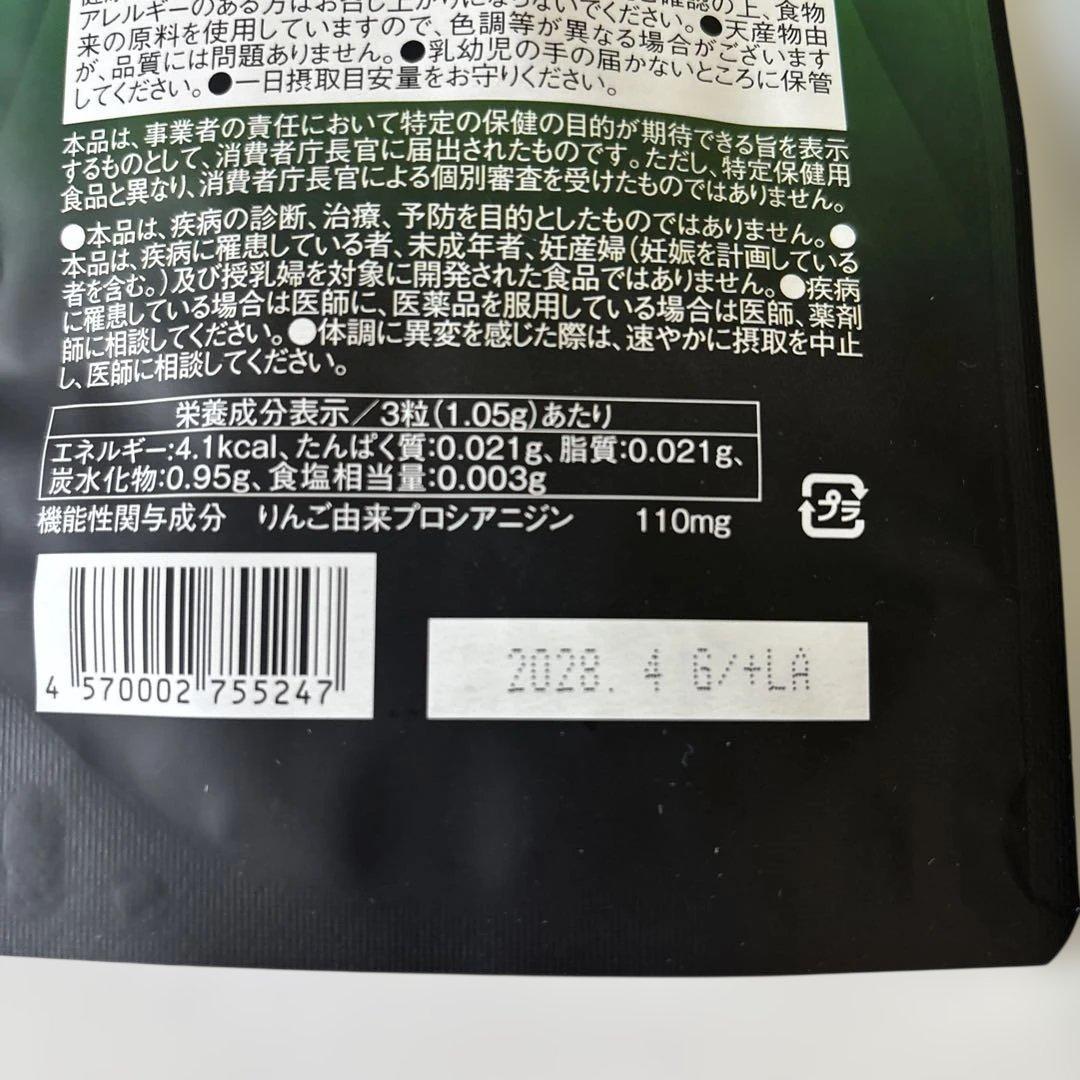 アレルギーのある方はお召し上がりにならないでください。
確認の上、食物
●天産物由
来の原料を使用していますので、色調等が異なる場合がございます
が、品質には問題ありません。●乳幼児の手の届かないところに保管
してください。●一日摂取目安量をお守りください。
本品は、事業者の責任において特定の保健の目的が期待できる旨を表示
するものとして、消費者庁長官に届出されたものです。ただし、特定保健用
食品と異なり、消費者庁長官による個別審査を受けたものではありません。
●本品は、疾病の診断、治療、予防を目的としたものではありません。●
本品は、疾病に罹患している者、未成年者、妊産婦(妊娠を計画している
者を含む。)及び授乳婦を対象に開発された食品ではありません。●疾病
に罹患している場合は医師に、医薬品を服用している場合は医師、薬剤
師に相談してください。●体調に異変を感じた際は、速やかに摂取を中止
し、医師に相談してください。
栄養成分表示/3粒(1.05g)あたり
エネルギー:4.1kcal、たんぱく質:0.021g、脂質:0.021g、
炭水化物:0.95g、食塩相当量:0.003g
機能性関与成分 りんご由来プロシアニジン 110mg
プラ
4 570002 755247
2028. 4 6/+LA